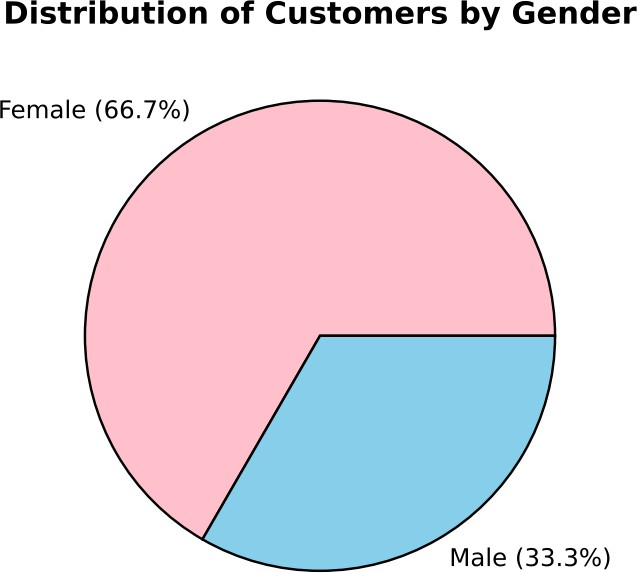 Distribution of Customers by Gender
Female (66.7%)
Male (33.3%)